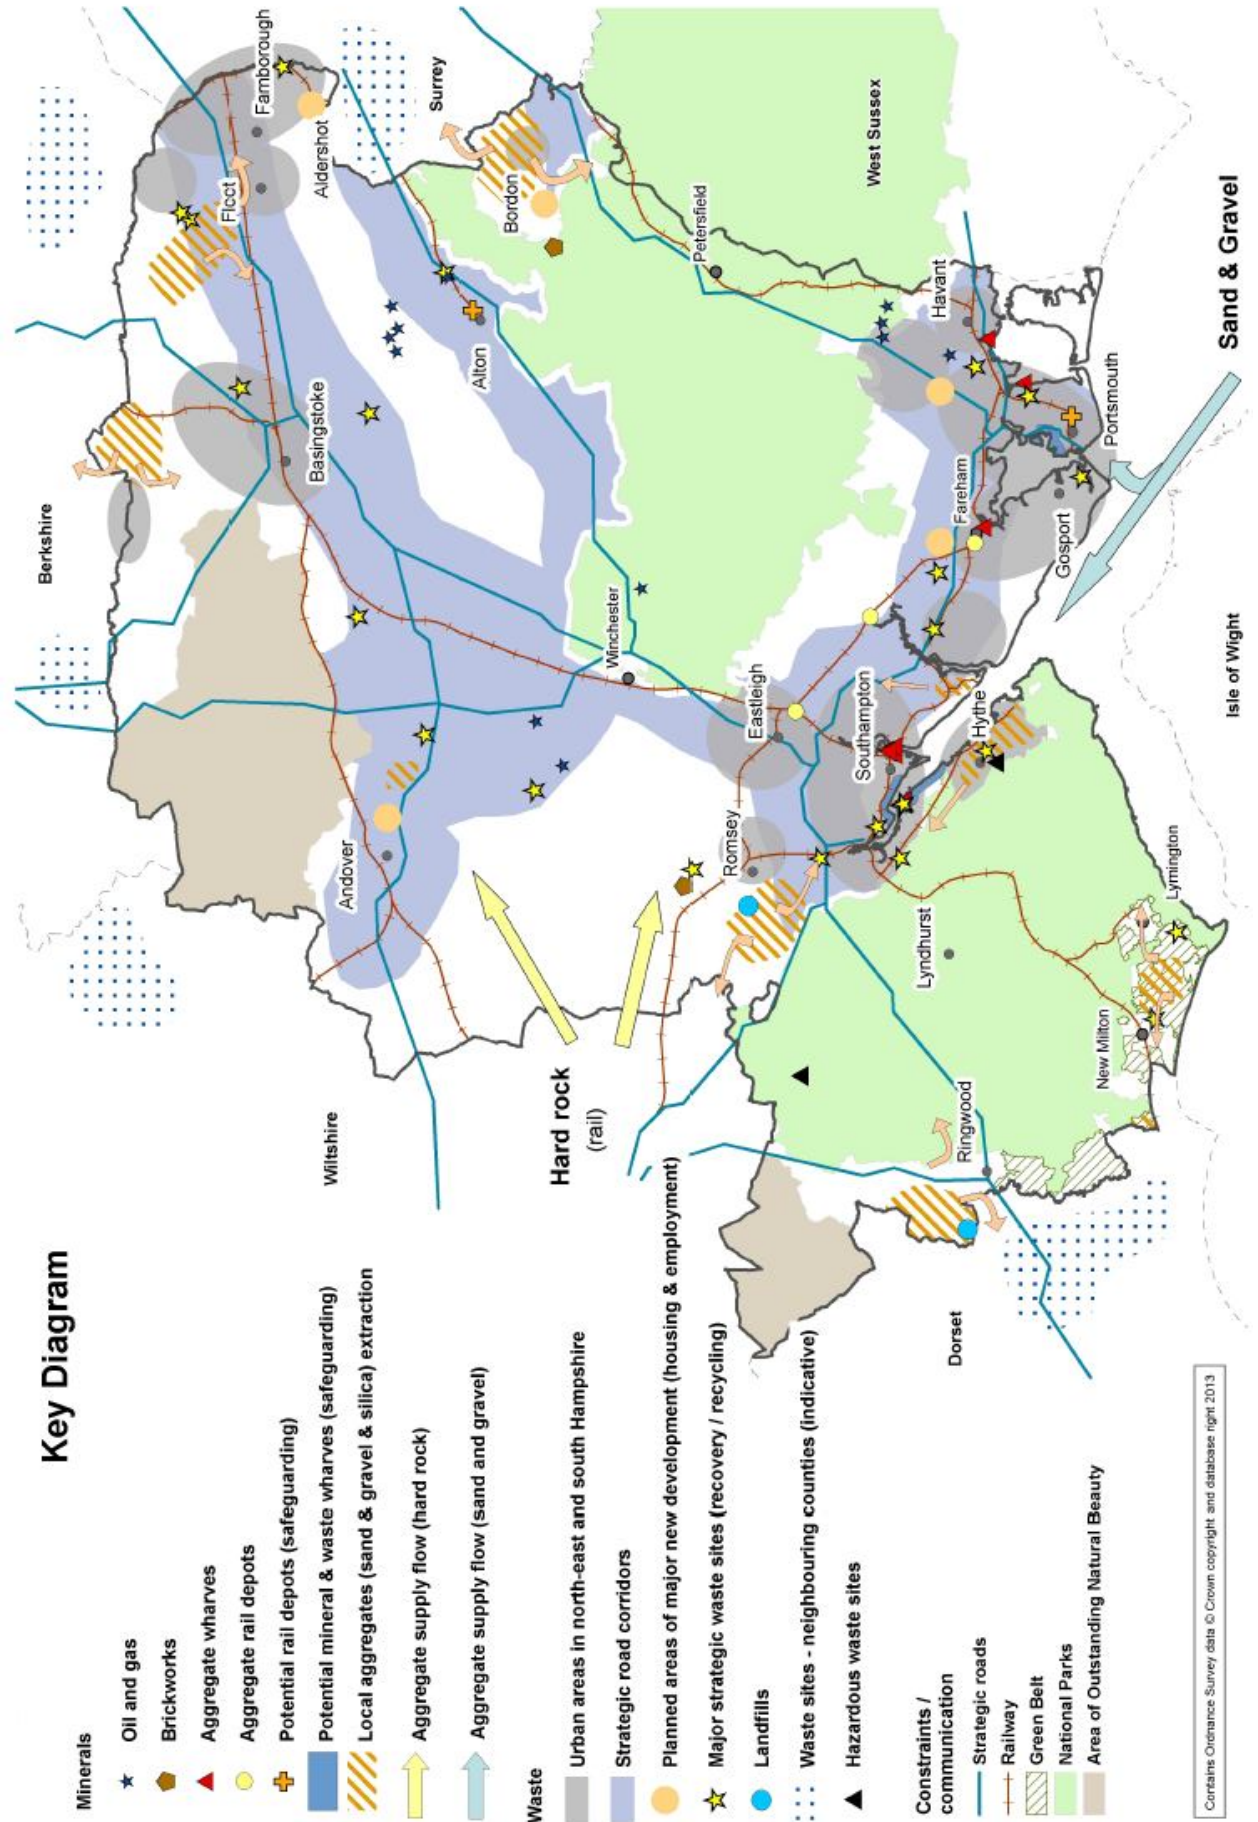 Key Diagram
Minerals
Oil and gas
Brickworks
Aggregate wharves
Aggregate rail depots
Potential rail depots (safeguarding)
Potential mineral & waste wharves (safeguarding)
Local aggregates (sand & gravel & silica) extraction
Aggregate supply flow (hard rock)
Aggregate supply flow (sand and gravel)
Waste
Urban areas in north-east and south Hampshire
Strategic road corridors
Planned areas of major new development (housing & employment)
Major strategic waste sites (recovery / recycling)
Landfills
Waste sites - neighbouring counties (indicative)
Hazardous waste sites
Constraints /
communication
Strategic roads
Railway
Green Belt
National Parks
Area of Outstanding Natural Beauty
Contains Ordnance Survey data © Crown copyright and database right 2013
Berkshire
Surrey
West Sussex
Wiltshire
Dorset
Isle of Wight
Hard rock
(rail)
Sand & Gravel
Farnborough
Fleet
Aldershot
Basingstoke
Bordon
Alton
Andover
Petersfield
Winchester
Havant
Eastleigh
Fareham
Portsmouth
Gosport
Romsey
Southampton
Hythe
Lyndhurst
Lymington
Ringwood
New Milton